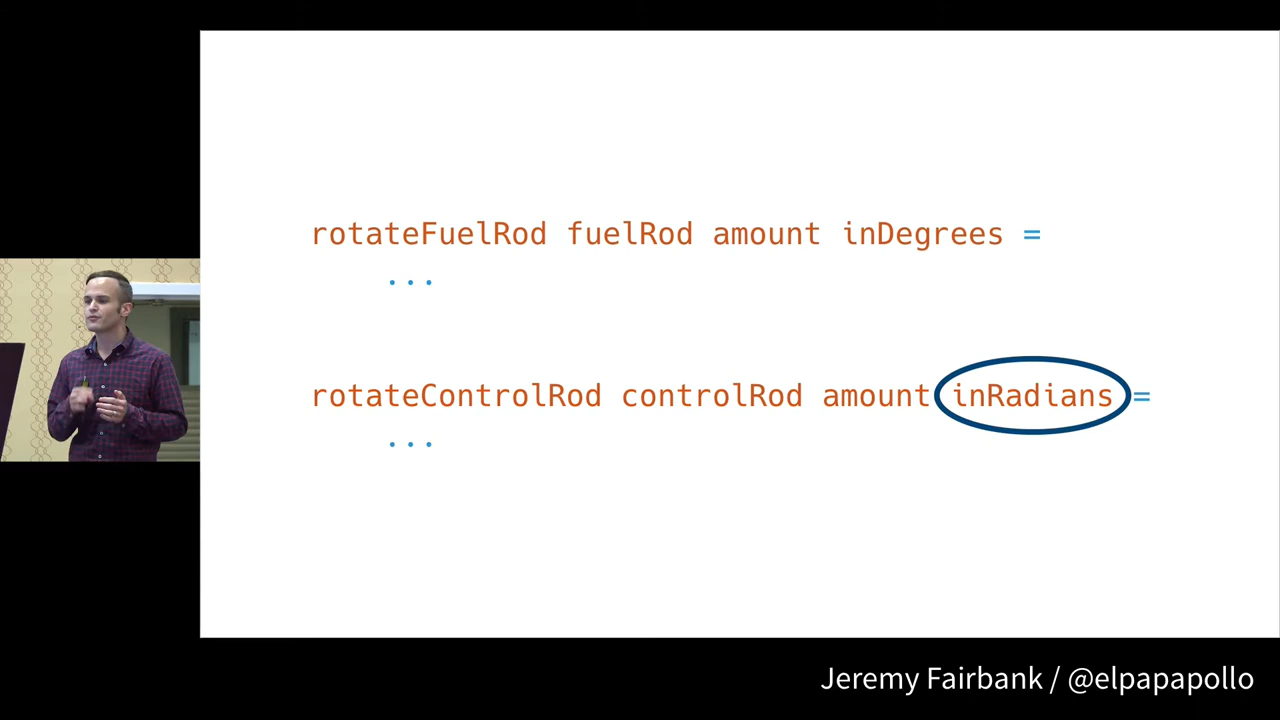 rotateFuelRod fuelRod amount inDegrees =
...
rotateControlRod controlRod amount inRadians =
...
Jeremy Fairbank / @elpapapollo